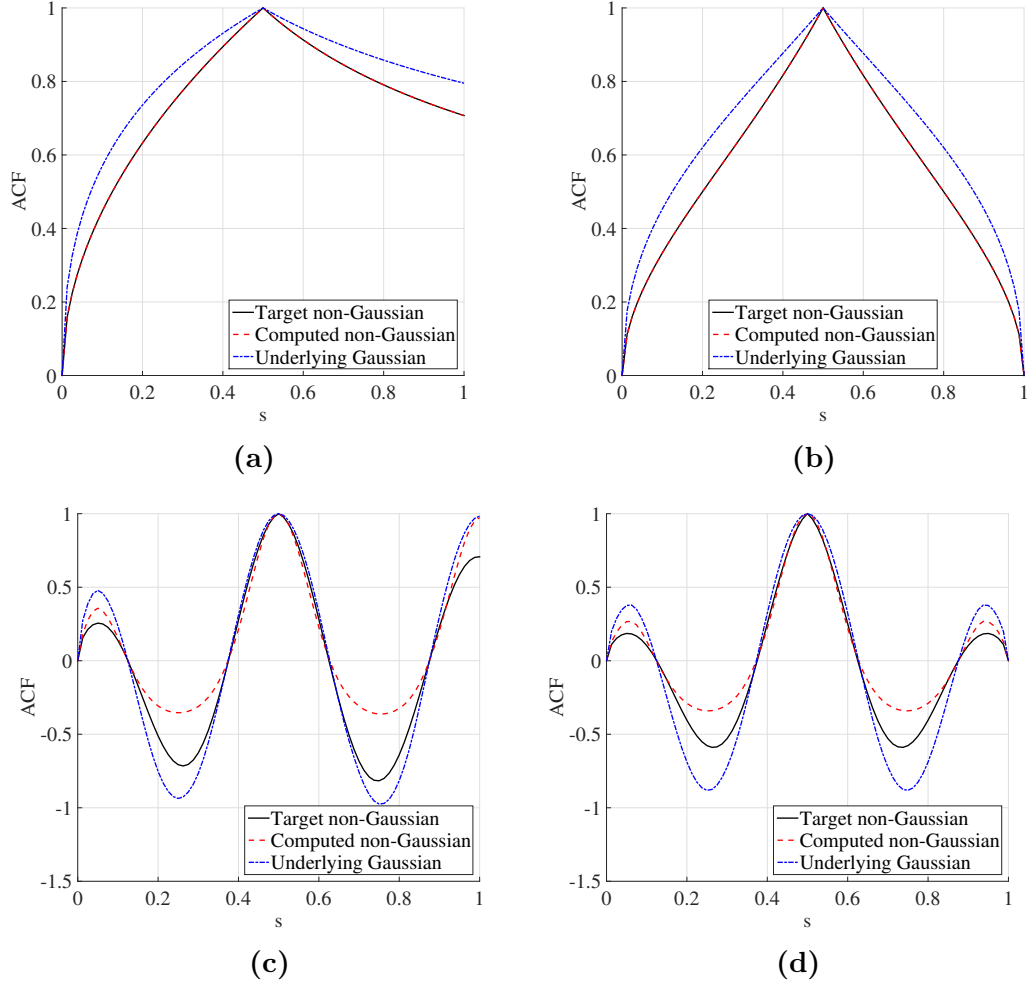 1
0.8
0.6
0.4
0.2
0
ACF
0 0.2 0.4 0.6 0.8 1
s
Target non-Gaussian
Computed non-Gaussian
Underlying Gaussian
(a)
1
0.8
0.6
0.4
0.2
0
ACF
0 0.2 0.4 0.6 0.8 1
s
Target non-Gaussian
Computed non-Gaussian
Underlying Gaussian
(b)
1
0.5
0
-0.5
-1
-1.5
ACF
0 0.2 0.4 0.6 0.8 1
s
Target non-Gaussian
Computed non-Gaussian
Underlying Gaussian
(c)
1
0.5
0
-0.5
-1
-1.5
ACF
0 0.2 0.4 0.6 0.8 1
s
Target non-Gaussian
Computed non-Gaussian
Underlying Gaussian
(d)